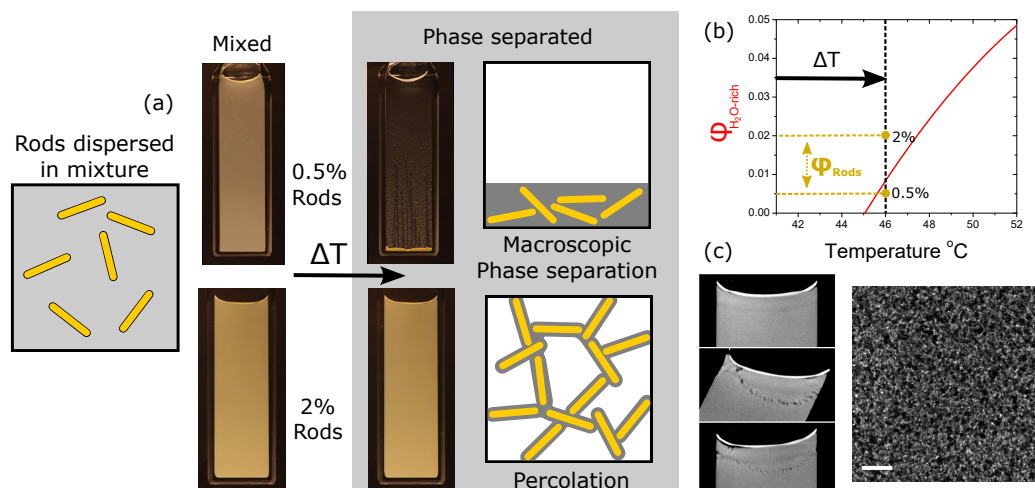 (a)
Rods dispersed
in mixture
Mixed
0.5%
Rods
ΔT
2%
Rods
Phase separated
Macroscopic
Phase separation
Percolation
(b)
0.05
0.04
0.03
0.02
0.01
0.00
φH₂O-rich
ΔT
2%
φRods
0.5%
42 44 46 48 50 52
Temperature °C
(c)